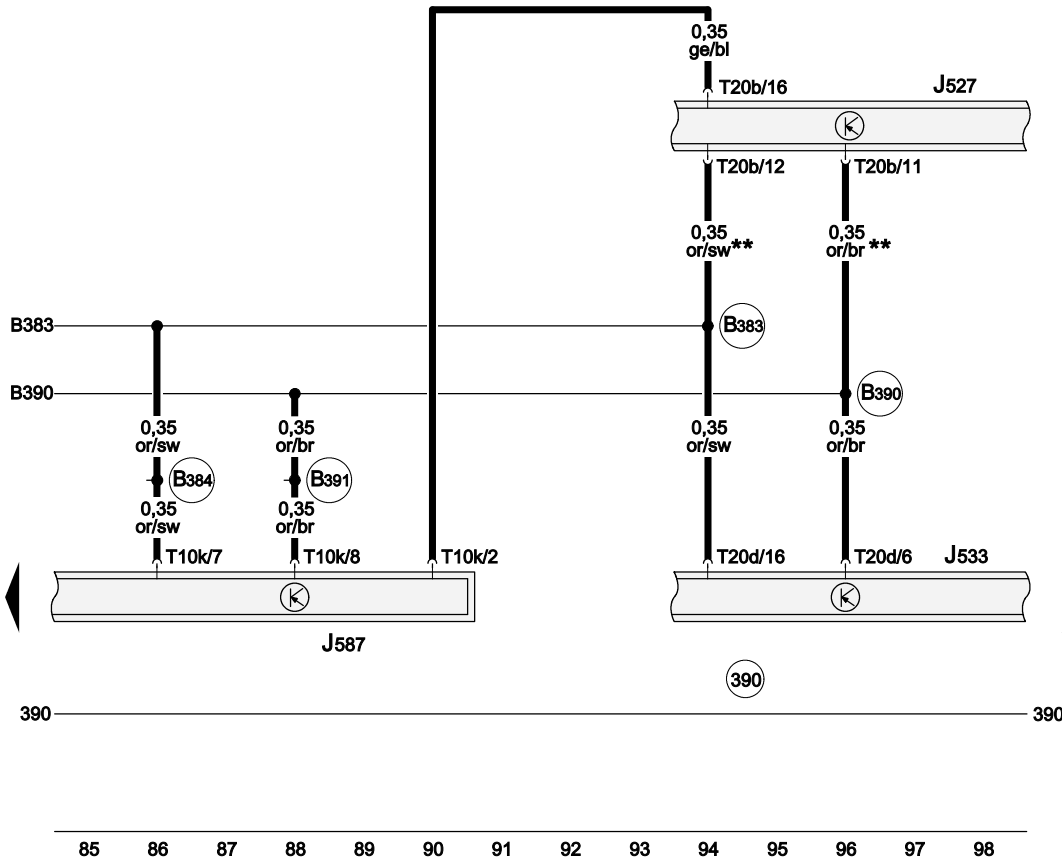 0,35
ge/bl
T20b/16
J527
T20b/12
T20b/11
0,35
or/sw**
0,35
or/br **
B383
B383
B390
B390
0,35
or/sw
0,35
or/br
0,35
or/sw
0,35
or/br
B384
B391
0,35
or/sw
0,35
or/br
T10k/7
T10k/8
T10k/2
T20d/16
T20d/6
J533
J587
390
390
390
85 86 87 88 89 90 91 92 93 94 95 96 97 98